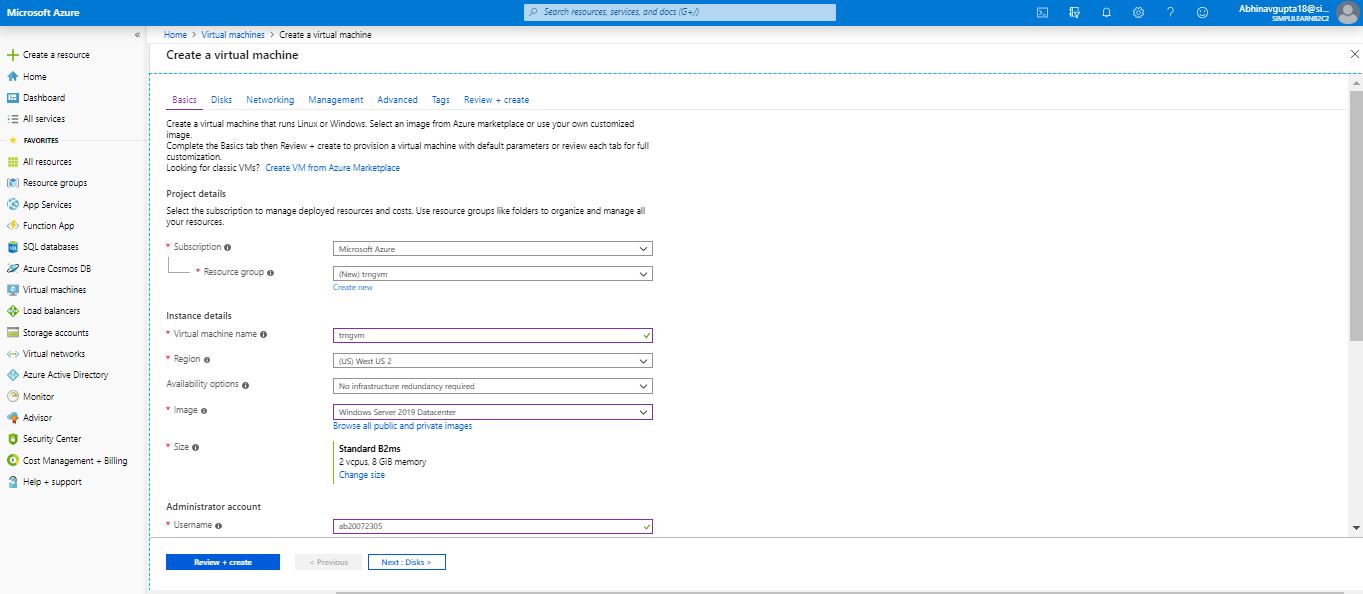 Microsoft Azure
Search resources, services, and docs (G+/)
Abhinavgupta18@si...
SIMPLILEARNB2C2
«
Create a resource
Home
Dashboard
All services
FAVORITES
All resources
Resource groups
App Services
Function App
SQL databases
Azure Cosmos DB
Virtual machines
Load balancers
Storage accounts
Virtual networks
Azure Active Directory
Monitor
Advisor
Security Center
Cost Management + Billing
Help + support
Home > Virtual machines > Create a virtual machine
Create a virtual machine
Basics Disks Networking Management Advanced Tags Review + create
Create a virtual machine that runs Linux or Windows. Select an image from Azure marketplace or use your own customized
image.
Complete the Basics tab then Review + create to provision a virtual machine with default parameters or review each tab for full
customization.
Looking for classic VMs? Create VM from Azure Marketplace
Project details
Select the subscription to manage deployed resources and costs. Use resource groups like folders to organize and manage all
your resources.
* Subscription Microsoft Azure
* Resource group (New) trngvm
Create new
Instance details
* Virtual machine name trngvm
* Region (US) West US 2
Availability options No infrastructure redundancy required
* Image Windows Server 2019 Datacenter
Browse all public and private images
* Size Standard B2ms
2 vcpus, 8 GiB memory
Change size
Administrator account
* Username ab20072305
Review + create < Previous Next : Disks >